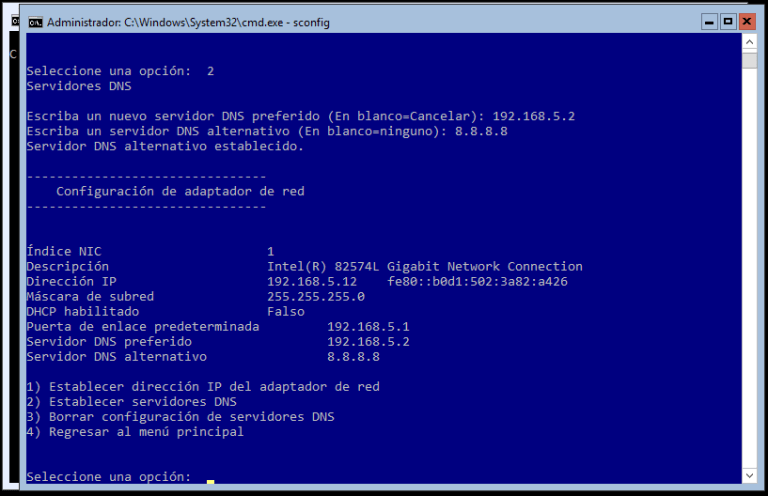 Administrador: C:\Windows\System32\cmd.exe - sconfig
C
Seleccione una opción:  2
Servidores DNS
Escriba un nuevo servidor DNS preferido (En blanco=Cancelar): 192.168.5.2
Escriba un servidor DNS alternativo (En blanco=ninguno): 8.8.8.8
Servidor DNS alternativo establecido.
--------------------------------
    Configuración de adaptador de red
--------------------------------
Índice NIC                      1
Descripción                     Intel(R) 82574L Gigabit Network Connection
Dirección IP                    192.168.5.12    fe80::b0d1:502:3a82:a426
Máscara de subred               255.255.255.0
DHCP habilitado                 Falso
Puerta de enlace predeterminada         192.168.5.1
Servidor DNS preferido                  192.168.5.2
Servidor DNS alternativo                8.8.8.8
1) Establecer dirección IP del adaptador de red
2) Establecer servidores DNS
3) Borrar configuración de servidores DNS
4) Regresar al menú principal
Seleccione una opción: